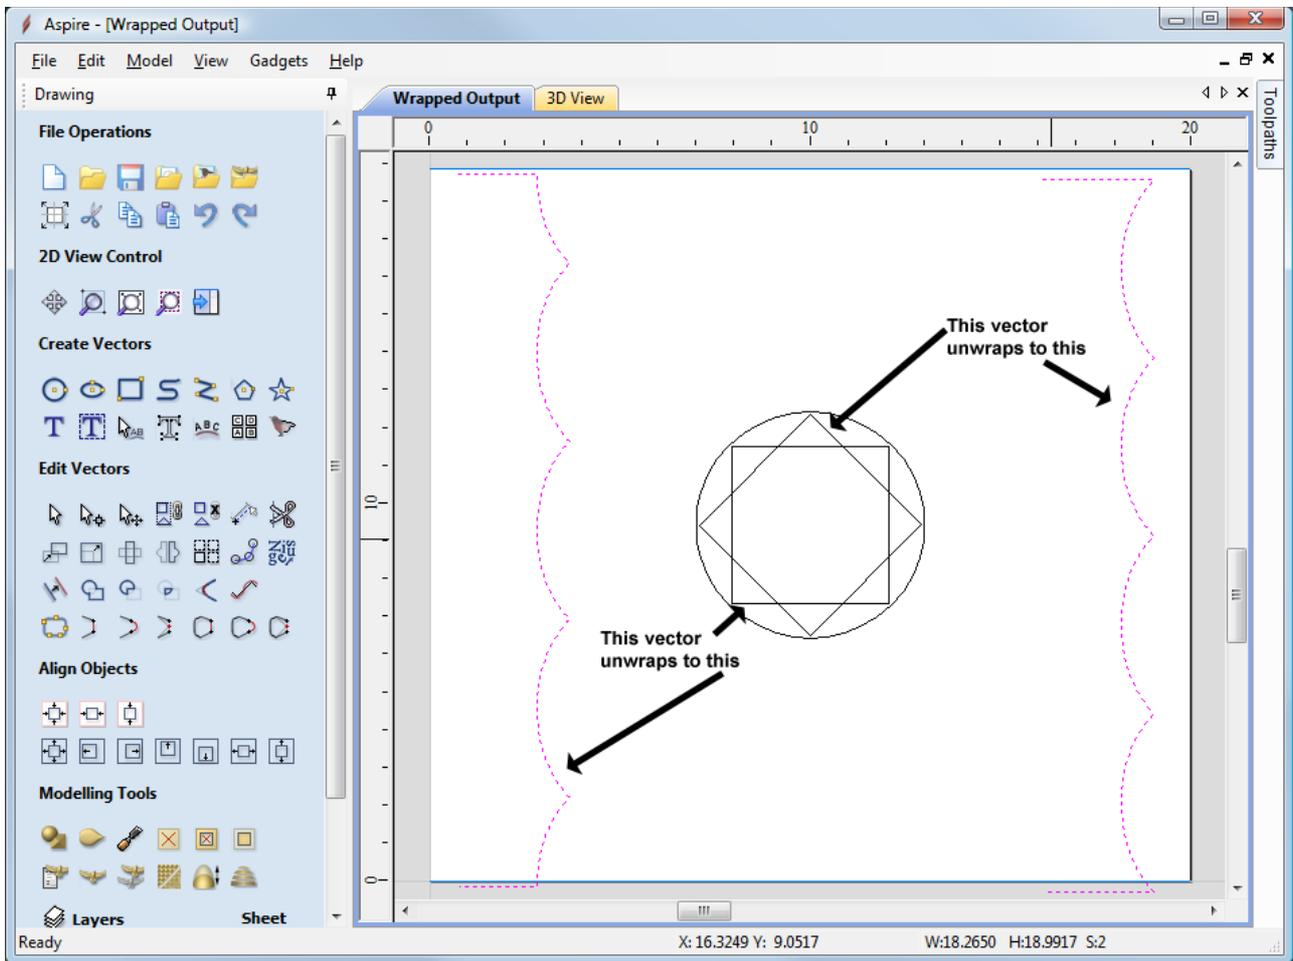 Aspire - [Wrapped Output]
File Edit Model View Gadgets Help
Drawing
File Operations
2D View Control
Create Vectors
Edit Vectors
Align Objects
Modelling Tools
Layers Sheet
Wrapped Output 3D View
Toolpaths
0 10 20
10
0
This vector
unwraps to this
This vector
unwraps to this
Ready
X: 16.3249 Y: 9.0517
W:18.2650 H:18.9917 S:2